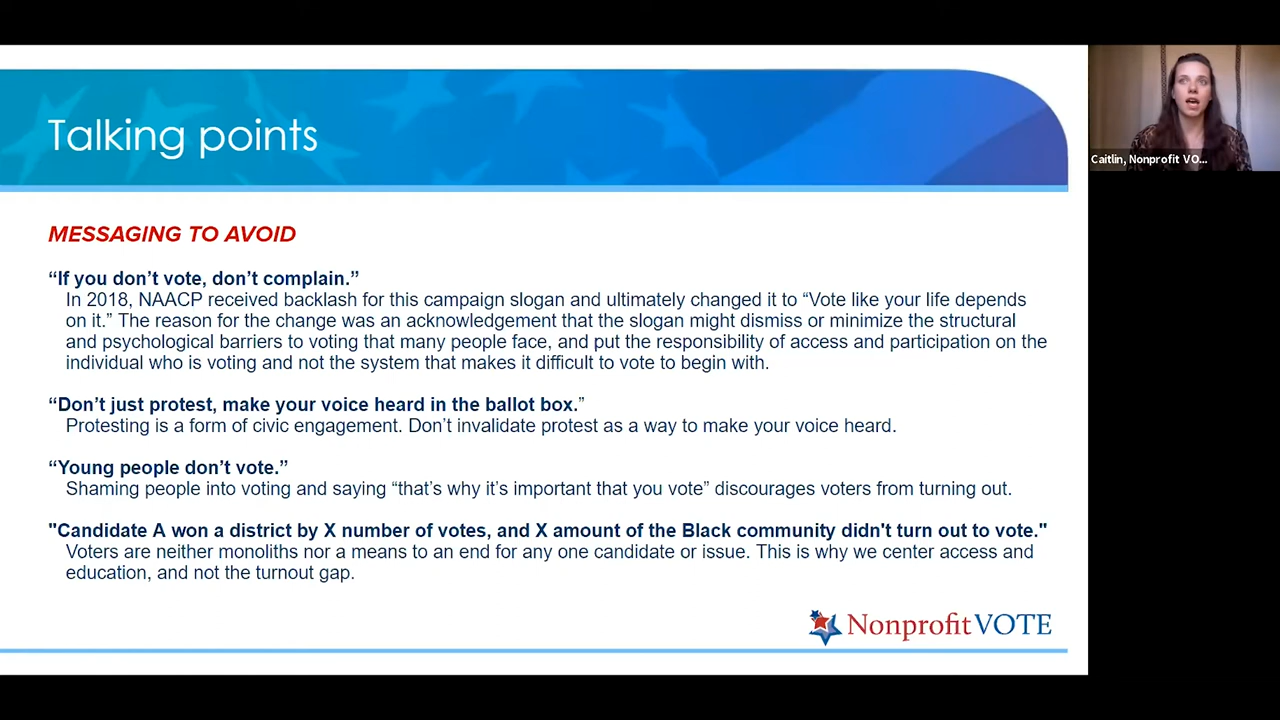 Talking points
MESSAGING TO AVOID
“If you don’t vote, don’t complain.”
In 2018, NAACP received backlash for this campaign slogan and ultimately changed it to “Vote like your life depends
on it.” The reason for the change was an acknowledgement that the slogan might dismiss or minimize the structural
and psychological barriers to voting that many people face, and put the responsibility of access and participation on the
individual who is voting and not the system that makes it difficult to vote to begin with.
“Don’t just protest, make your voice heard in the ballot box.”
Protesting is a form of civic engagement. Don’t invalidate protest as a way to make your voice heard.
“Young people don’t vote.”
Shaming people into voting and saying “that’s why it’s important that you vote” discourages voters from turning out.
"Candidate A won a district by X number of votes, and X amount of the Black community didn't turn out to vote."
Voters are neither monoliths nor a means to an end for any one candidate or issue. This is why we center access and
education, and not the turnout gap.
NonprofitVOTE
Caitlin, Nonprofit VO...